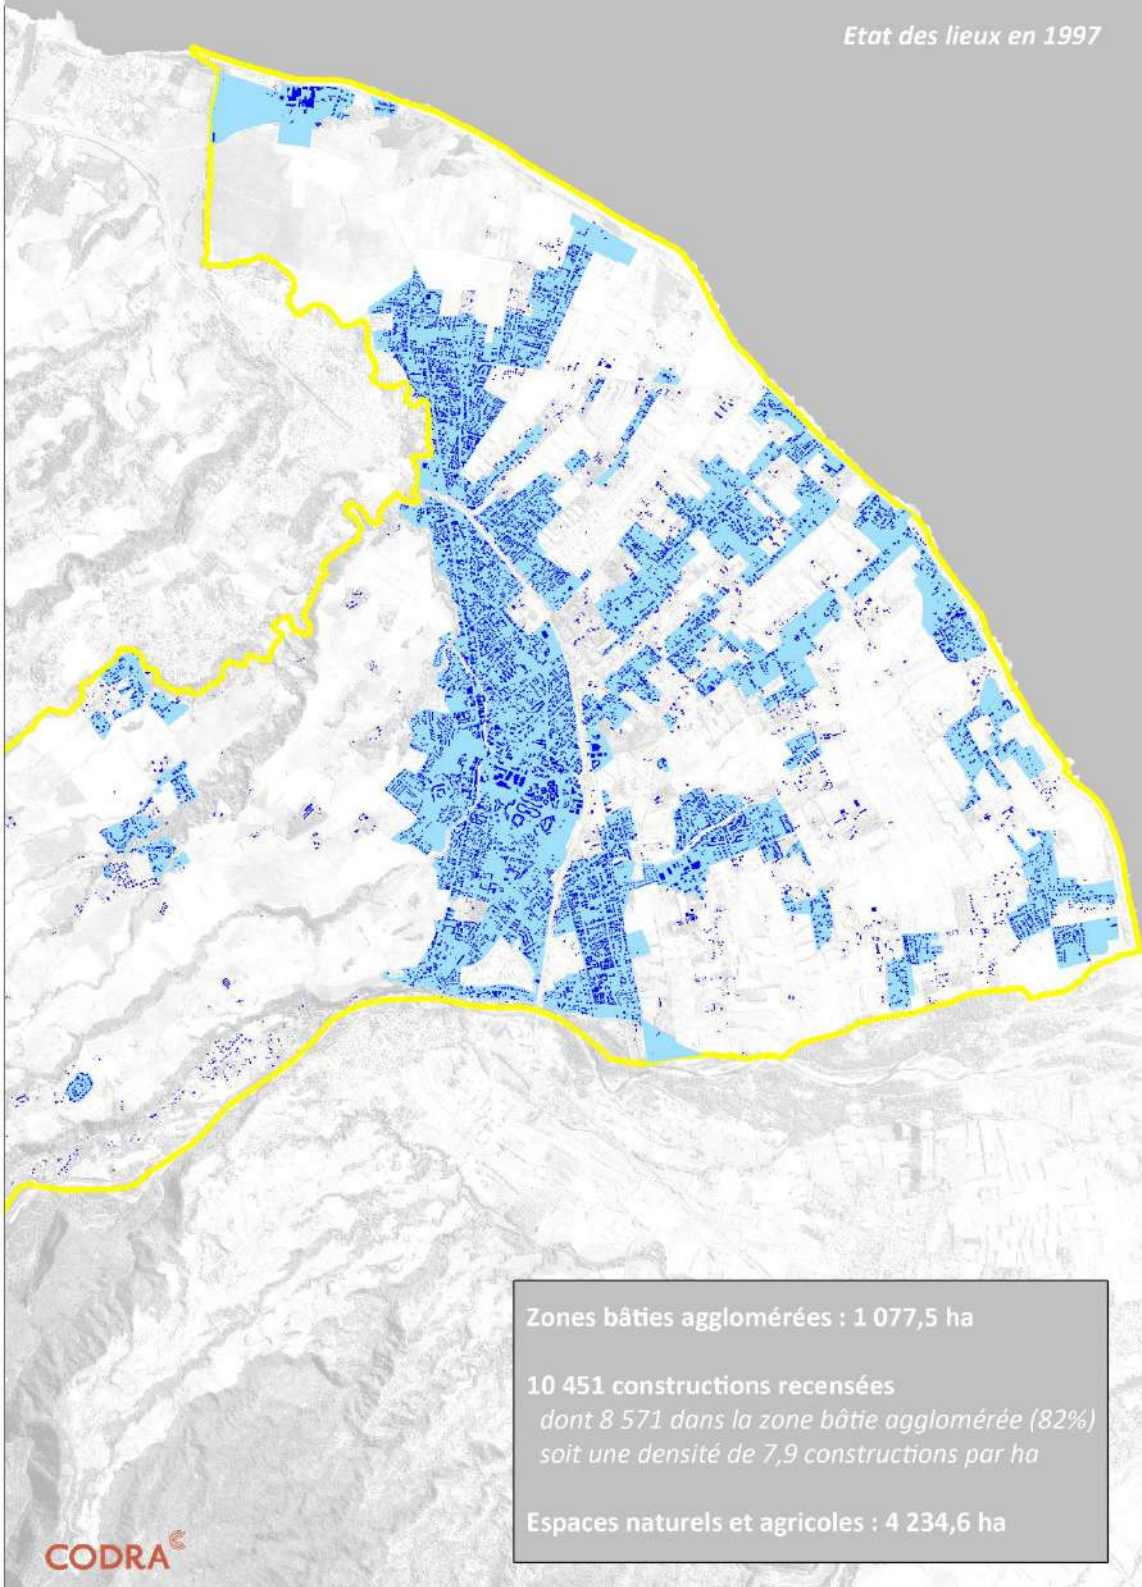 Etat des lieux en 1997
Zones bâties agglomérées : 1 077,5 ha
10 451 constructions recensées
dont 8 571 dans la zone bâtie agglomérée (82%)
soit une densité de 7,9 constructions par ha
Espaces naturels et agricoles : 4 234,6 ha
CODRA